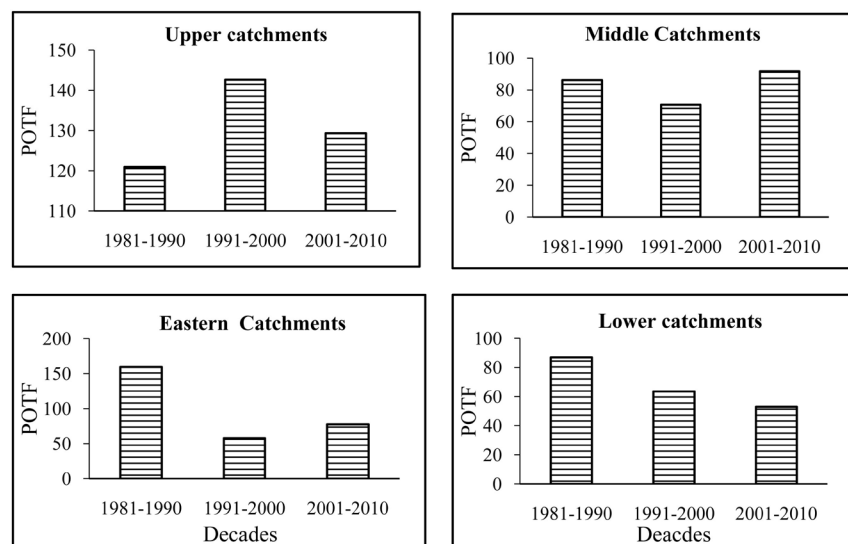 Upper catchments
POTF
150
140
130
120
110
1981-1990 1991-2000 2001-2010
Middle Catchments
POTF
100
80
60
40
20
0
1981-1990 1991-2000 2001-2010
Eastern Catchments
POTF
200
150
100
50
0
1981-1990 1991-2000 2001-2010
Decades
Lower catchments
POTF
100
80
60
40
20
0
1981-1990 1991-2000 2001-2010
Deacdes